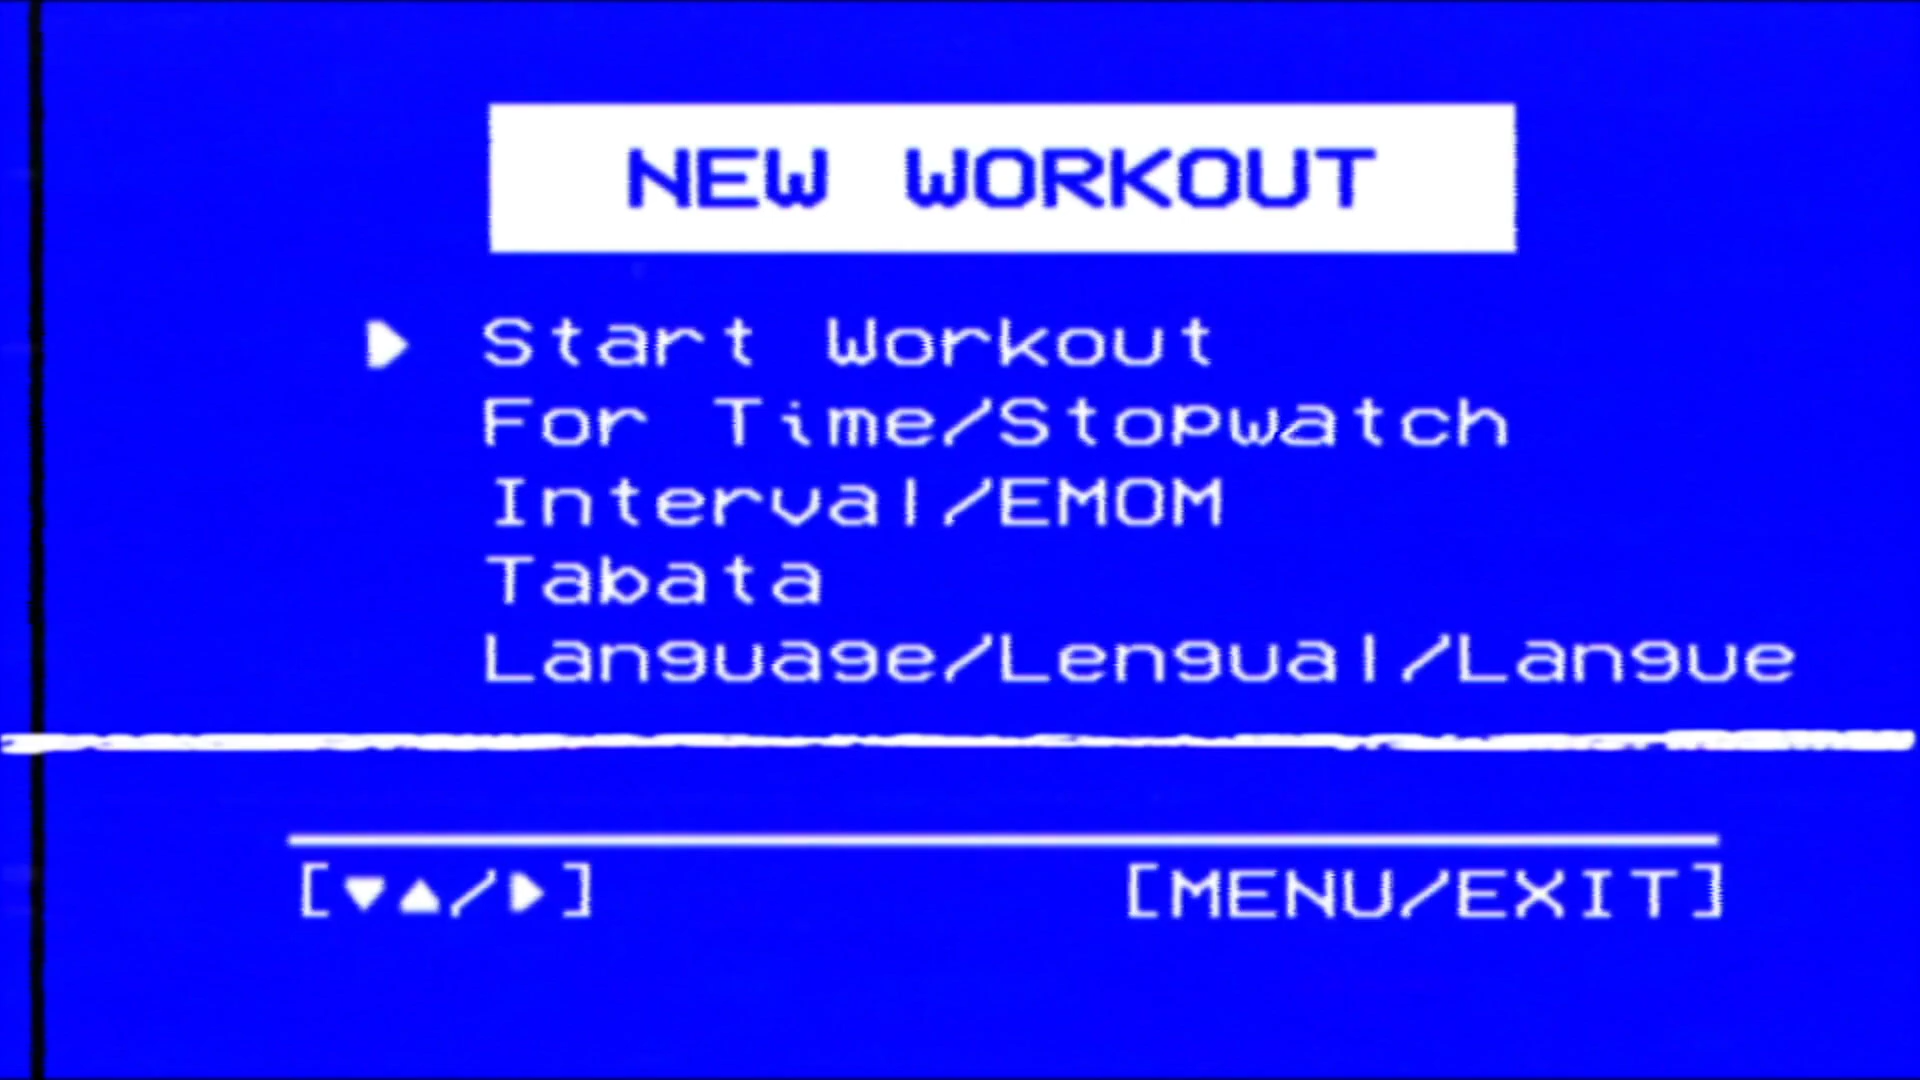 NEW WORKOUT
▶ Start Workout
For Time/Stopwatch
Interval/EMOM
Tabata
Language/Lengual/Langue
[▼▲/▶] [MENU/EXIT]